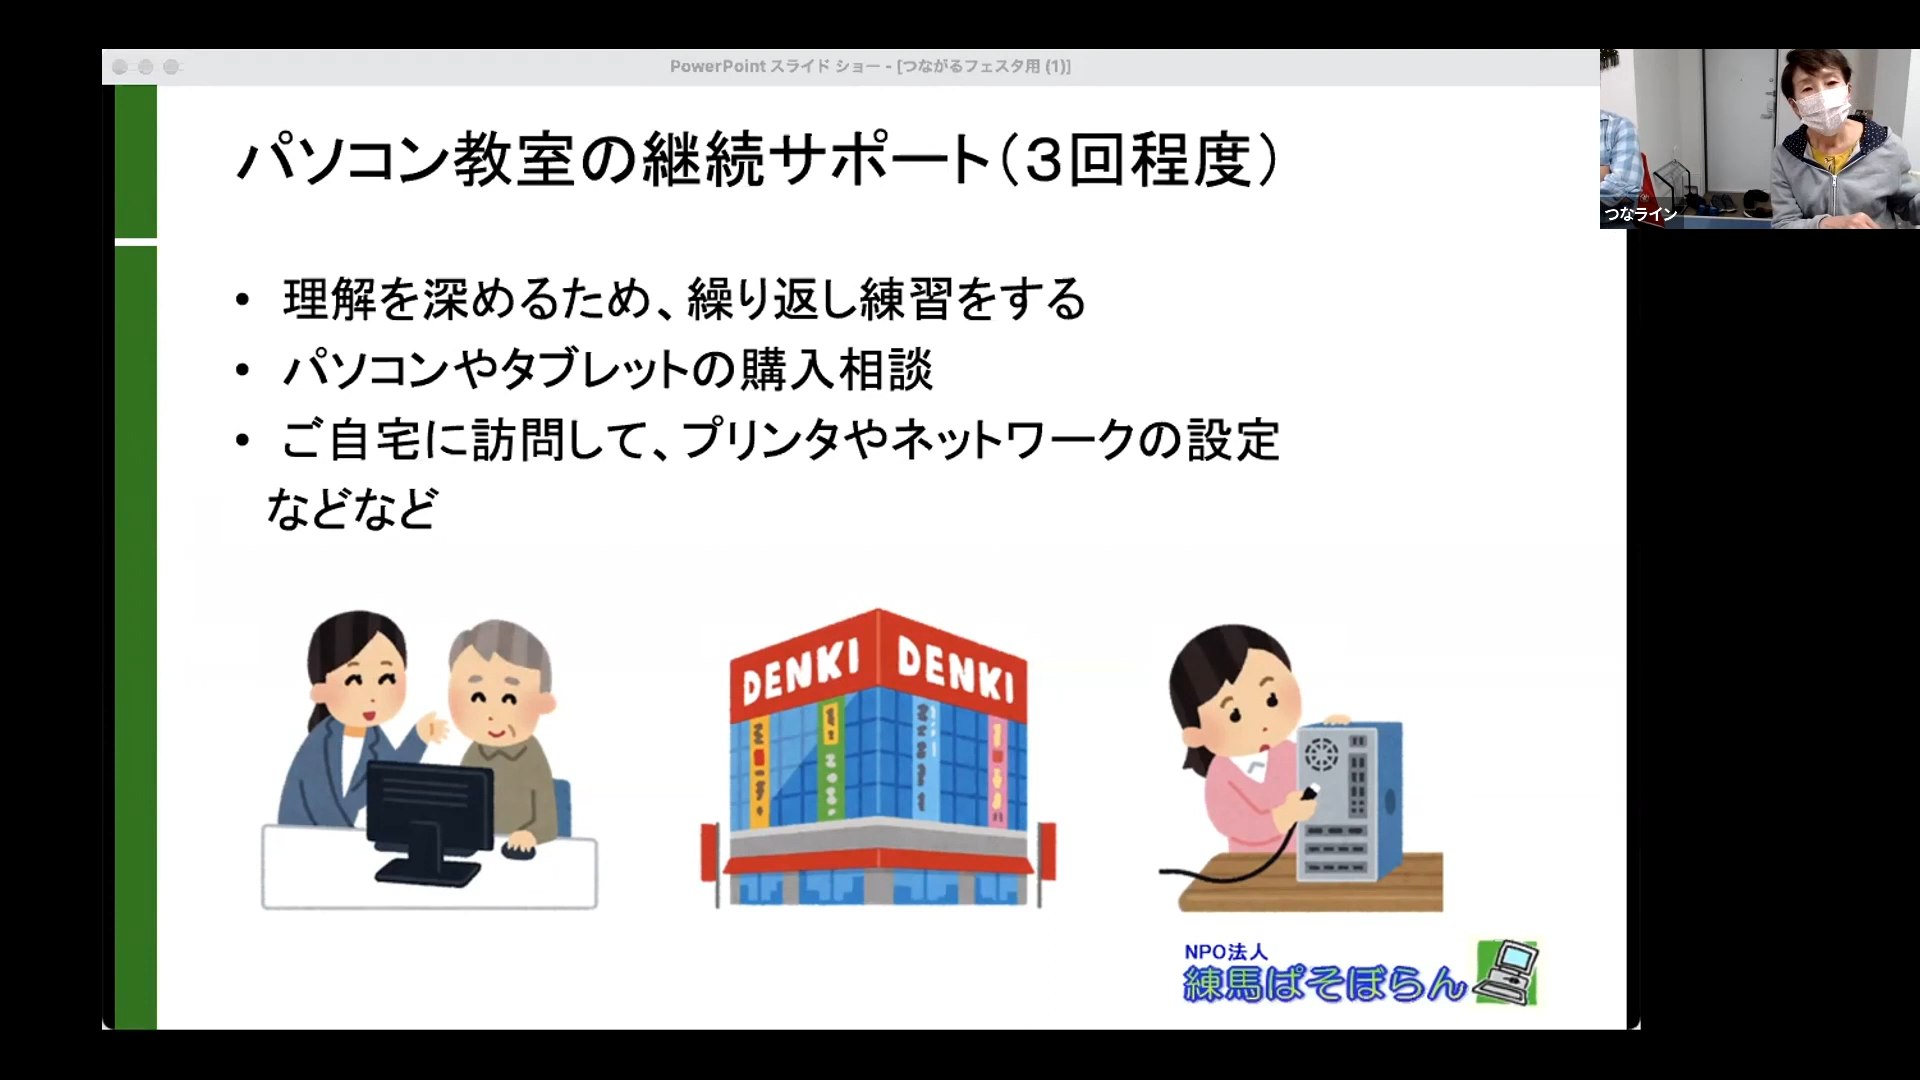 PowerPoint スライド ショー - [つながるフェスタ用 (1)]
つなライン
パソコン教室の継続サポート（３回程度）
• 理解を深めるため、繰り返し練習をする
• パソコンやタブレットの購入相談
• ご自宅に訪問して、プリンタやネットワークの設定
などなど
DENKI DENKI
NPO法人
練馬ぱそぼらん